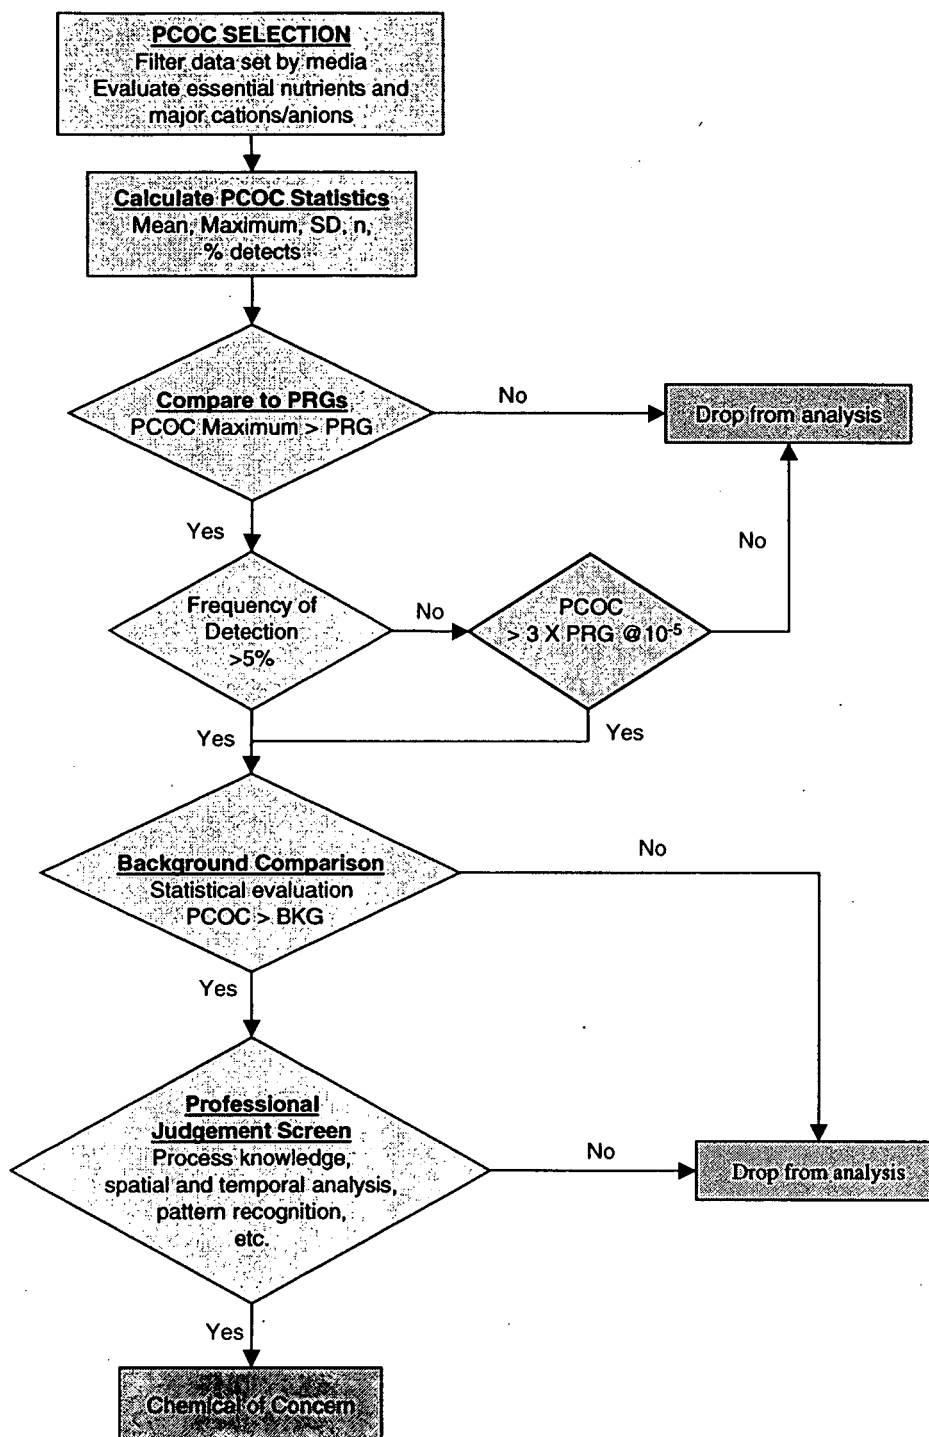 PCOC SELECTION
Filter data set by media
Evaluate essential nutrients and
major cations/anions
Calculate PCOC Statistics
Mean, Maximum, SD, n,
% detects
Compare to PRGs
PCOC Maximum > PRG
No
Drop from analysis
Yes
No
Frequency of
Detection
>5%
No
PCOC
> 3 X PRG @10⁻⁵
Yes
Yes
Background Comparison
Statistical evaluation
PCOC > BKG
No
Yes
Professional
Judgement Screen
Process knowledge,
spatial and temporal analysis,
pattern recognition,
etc.
No
Drop from analysis
Yes
Chemical of Concern